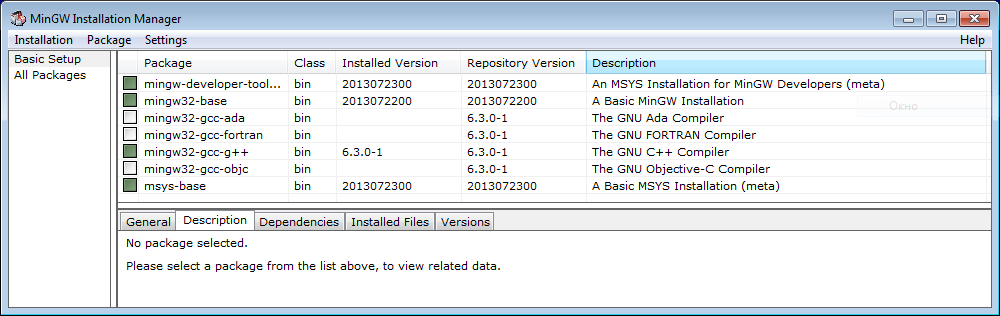 MinGW Installation Manager
Installation Package Settings Help
Basic Setup
All Packages
Package Class Installed Version Repository Version Description
mingw-developer-tool... bin 2013072300 2013072300 An MSYS Installation for MinGW Developers (meta)
mingw32-base bin 2013072200 2013072200 A Basic MinGW Installation
Окно
mingw32-gcc-ada bin 6.3.0-1 The GNU Ada Compiler
mingw32-gcc-fortran bin 6.3.0-1 The GNU FORTRAN Compiler
mingw32-gcc-g++ bin 6.3.0-1 6.3.0-1 The GNU C++ Compiler
mingw32-gcc-objc bin 6.3.0-1 The GNU Objective-C Compiler
msys-base bin 2013072300 2013072300 A Basic MSYS Installation (meta)
General Description Dependencies Installed Files Versions
No package selected.
Please select a package from the list above, to view related data.